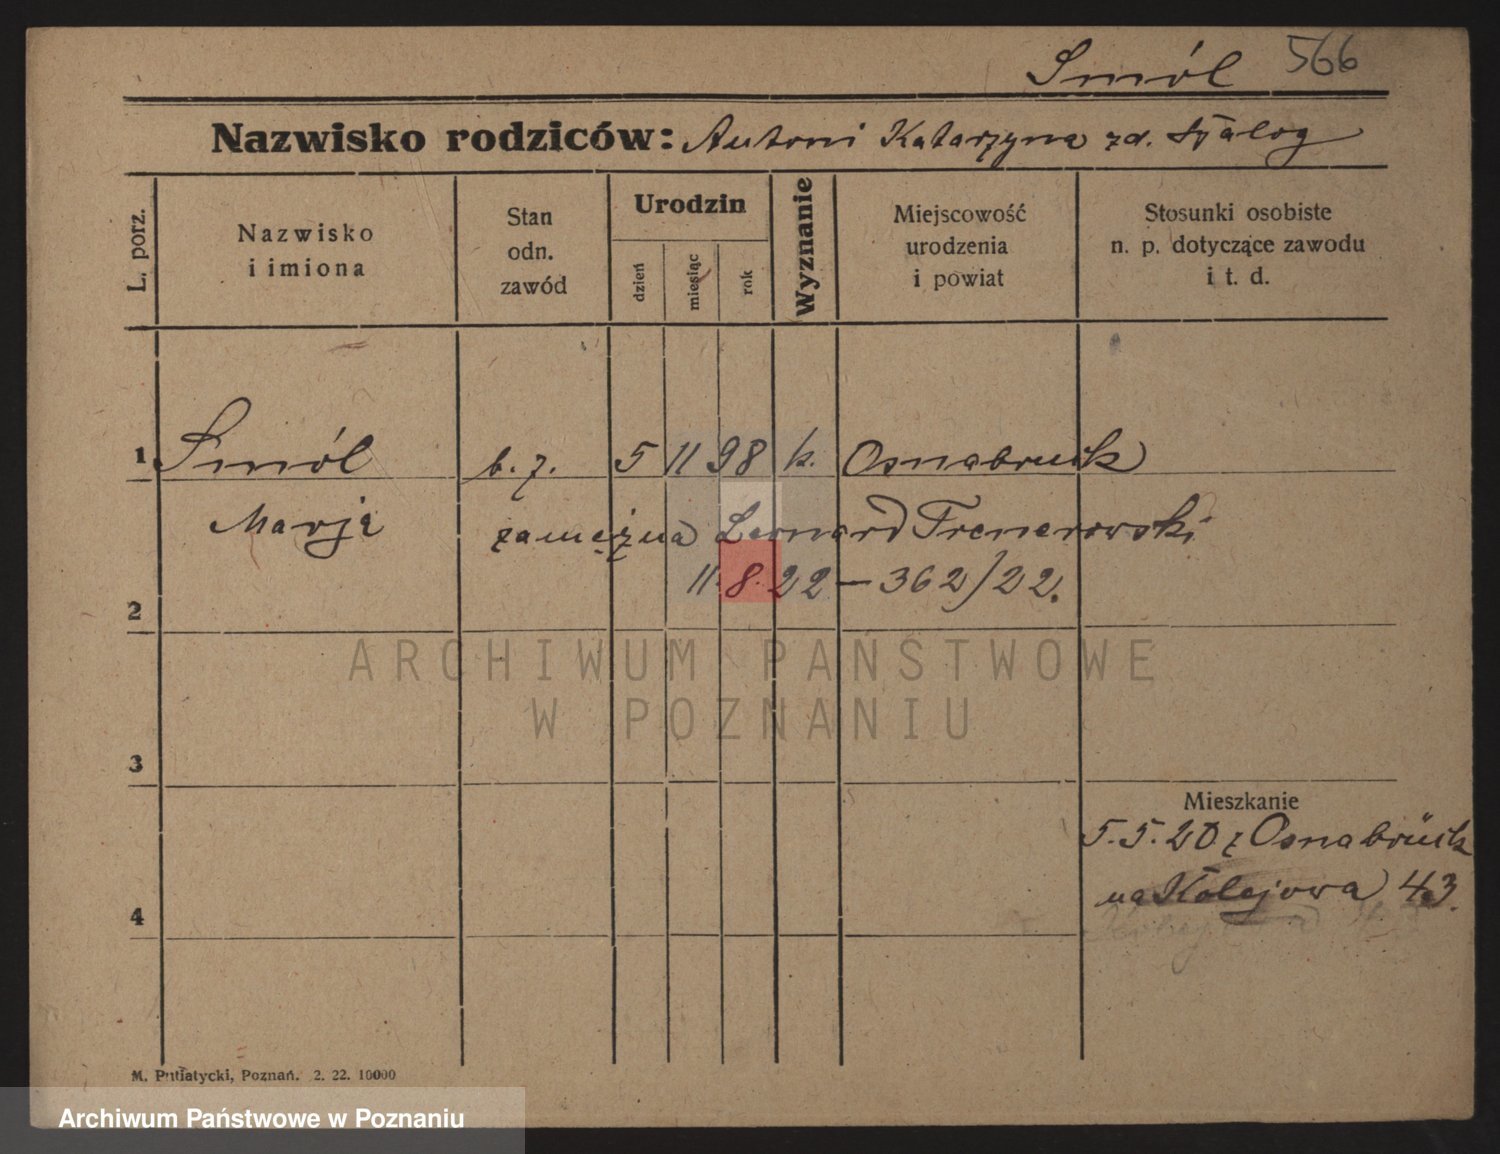 Smól 566
Nazwisko rodziców: Antoni Katarzyna zd.
L. porz.
Nazwisko
i imiona
Stan
odn.
zawód
Urodzin
dzień
miesiąc
rok
Wyznanie
Miejscowość
urodzenia
i powiat
Stosunki osobiste
n. p. dotyczące zawodu
i t. d.
1 Smól b. z. 5 11 98 k. Osnabruck
Marja zamężna Leonard
11. 8. 22 — 362/22.
2
ARCHIWUM PAŃSTWOWE
W POZNANIU
3
Mieszkanie
5.5.20 z Osnabrück
na Kolejowa 43.
4
M. Putiatycki, Poznań. 2. 22. 10000
Archiwum Państwowe w Poznaniu